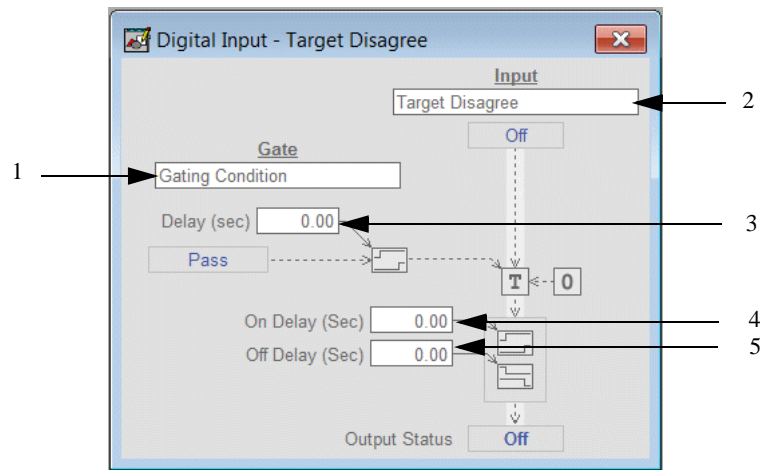 Digital Input - Target Disagree
Input
Target Disagree
2
Off
Gate
1
Gating Condition
Delay (sec) 0.00
3
Pass
T
0
On Delay (Sec) 0.00
4
Off Delay (Sec) 0.00
5
Output Status Off